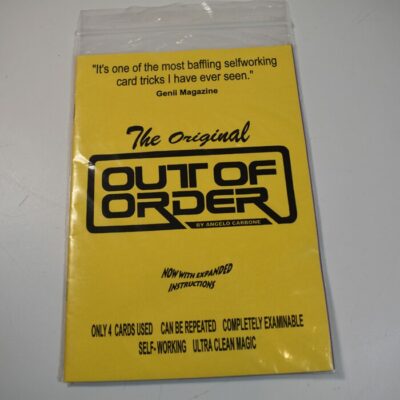 "It's one of the most baffling selfworking
card tricks I have ever seen."
Genii Magazine
The Original
OUT OF
ORDER
BY ANGELO CARBONE
NOW WITH EXPANDED
INSTRUCTIONS
ONLY 4 CARDS USED CAN BE REPEATED COMPLETELY EXAMINABLE
SELF-WORKING ULTRA CLEAN MAGIC